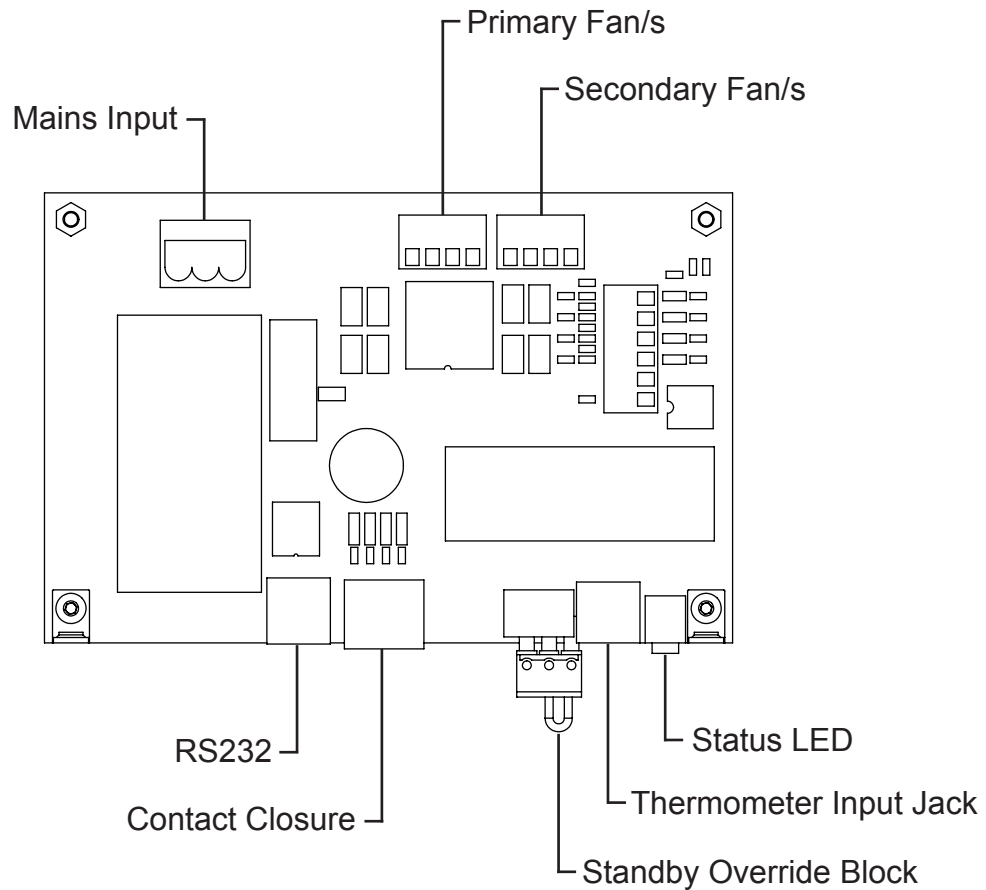 Primary Fan/s
Secondary Fan/s
Mains Input
RS232
Status LED
Thermometer Input Jack
Contact Closure
Standby Override Block